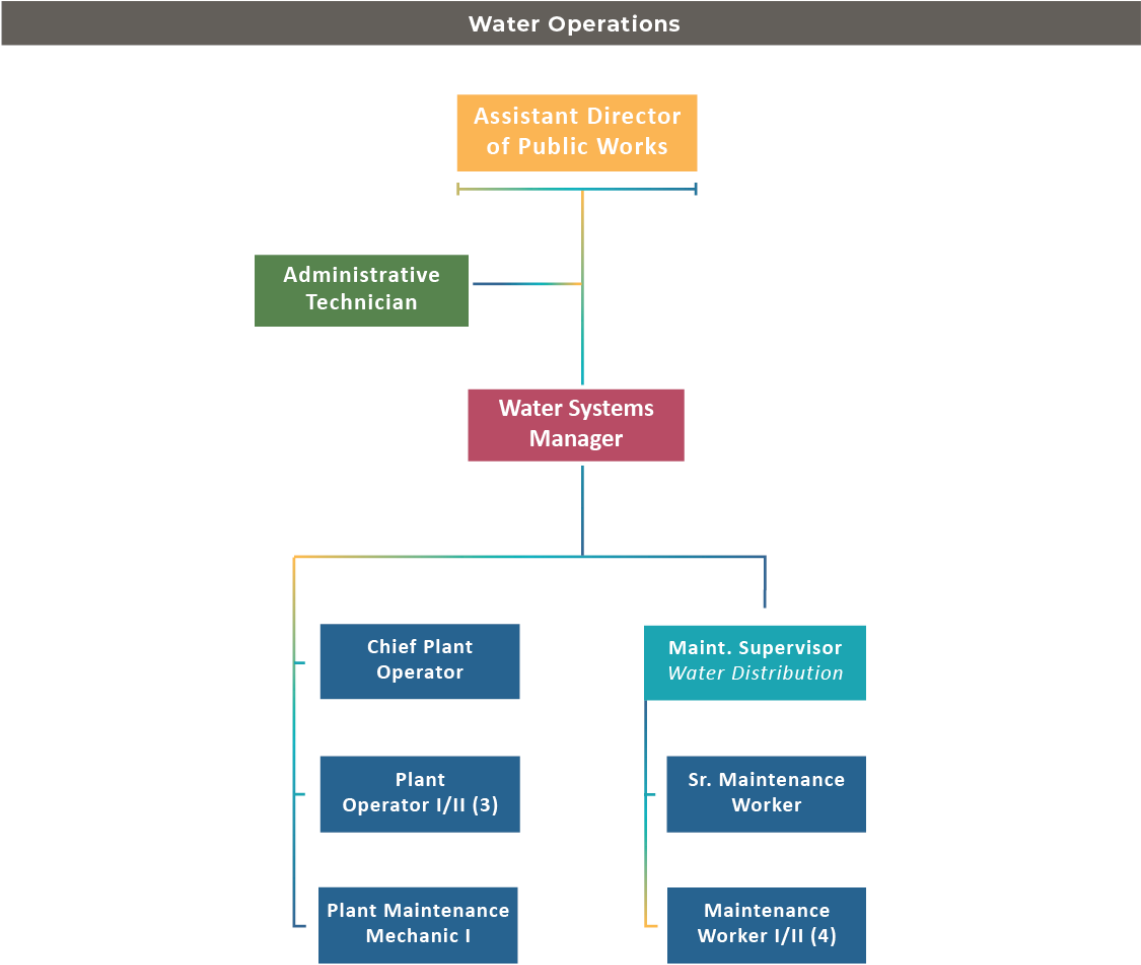 Water Operations
Assistant Director
of Public Works
Administrative
Technician
Water Systems
Manager
Chief Plant
Operator
Plant
Operator I/II (3)
Plant Maintenance
Mechanic I
Maint. Supervisor
Water Distribution
Sr. Maintenance
Worker
Maintenance
Worker I/II (4)